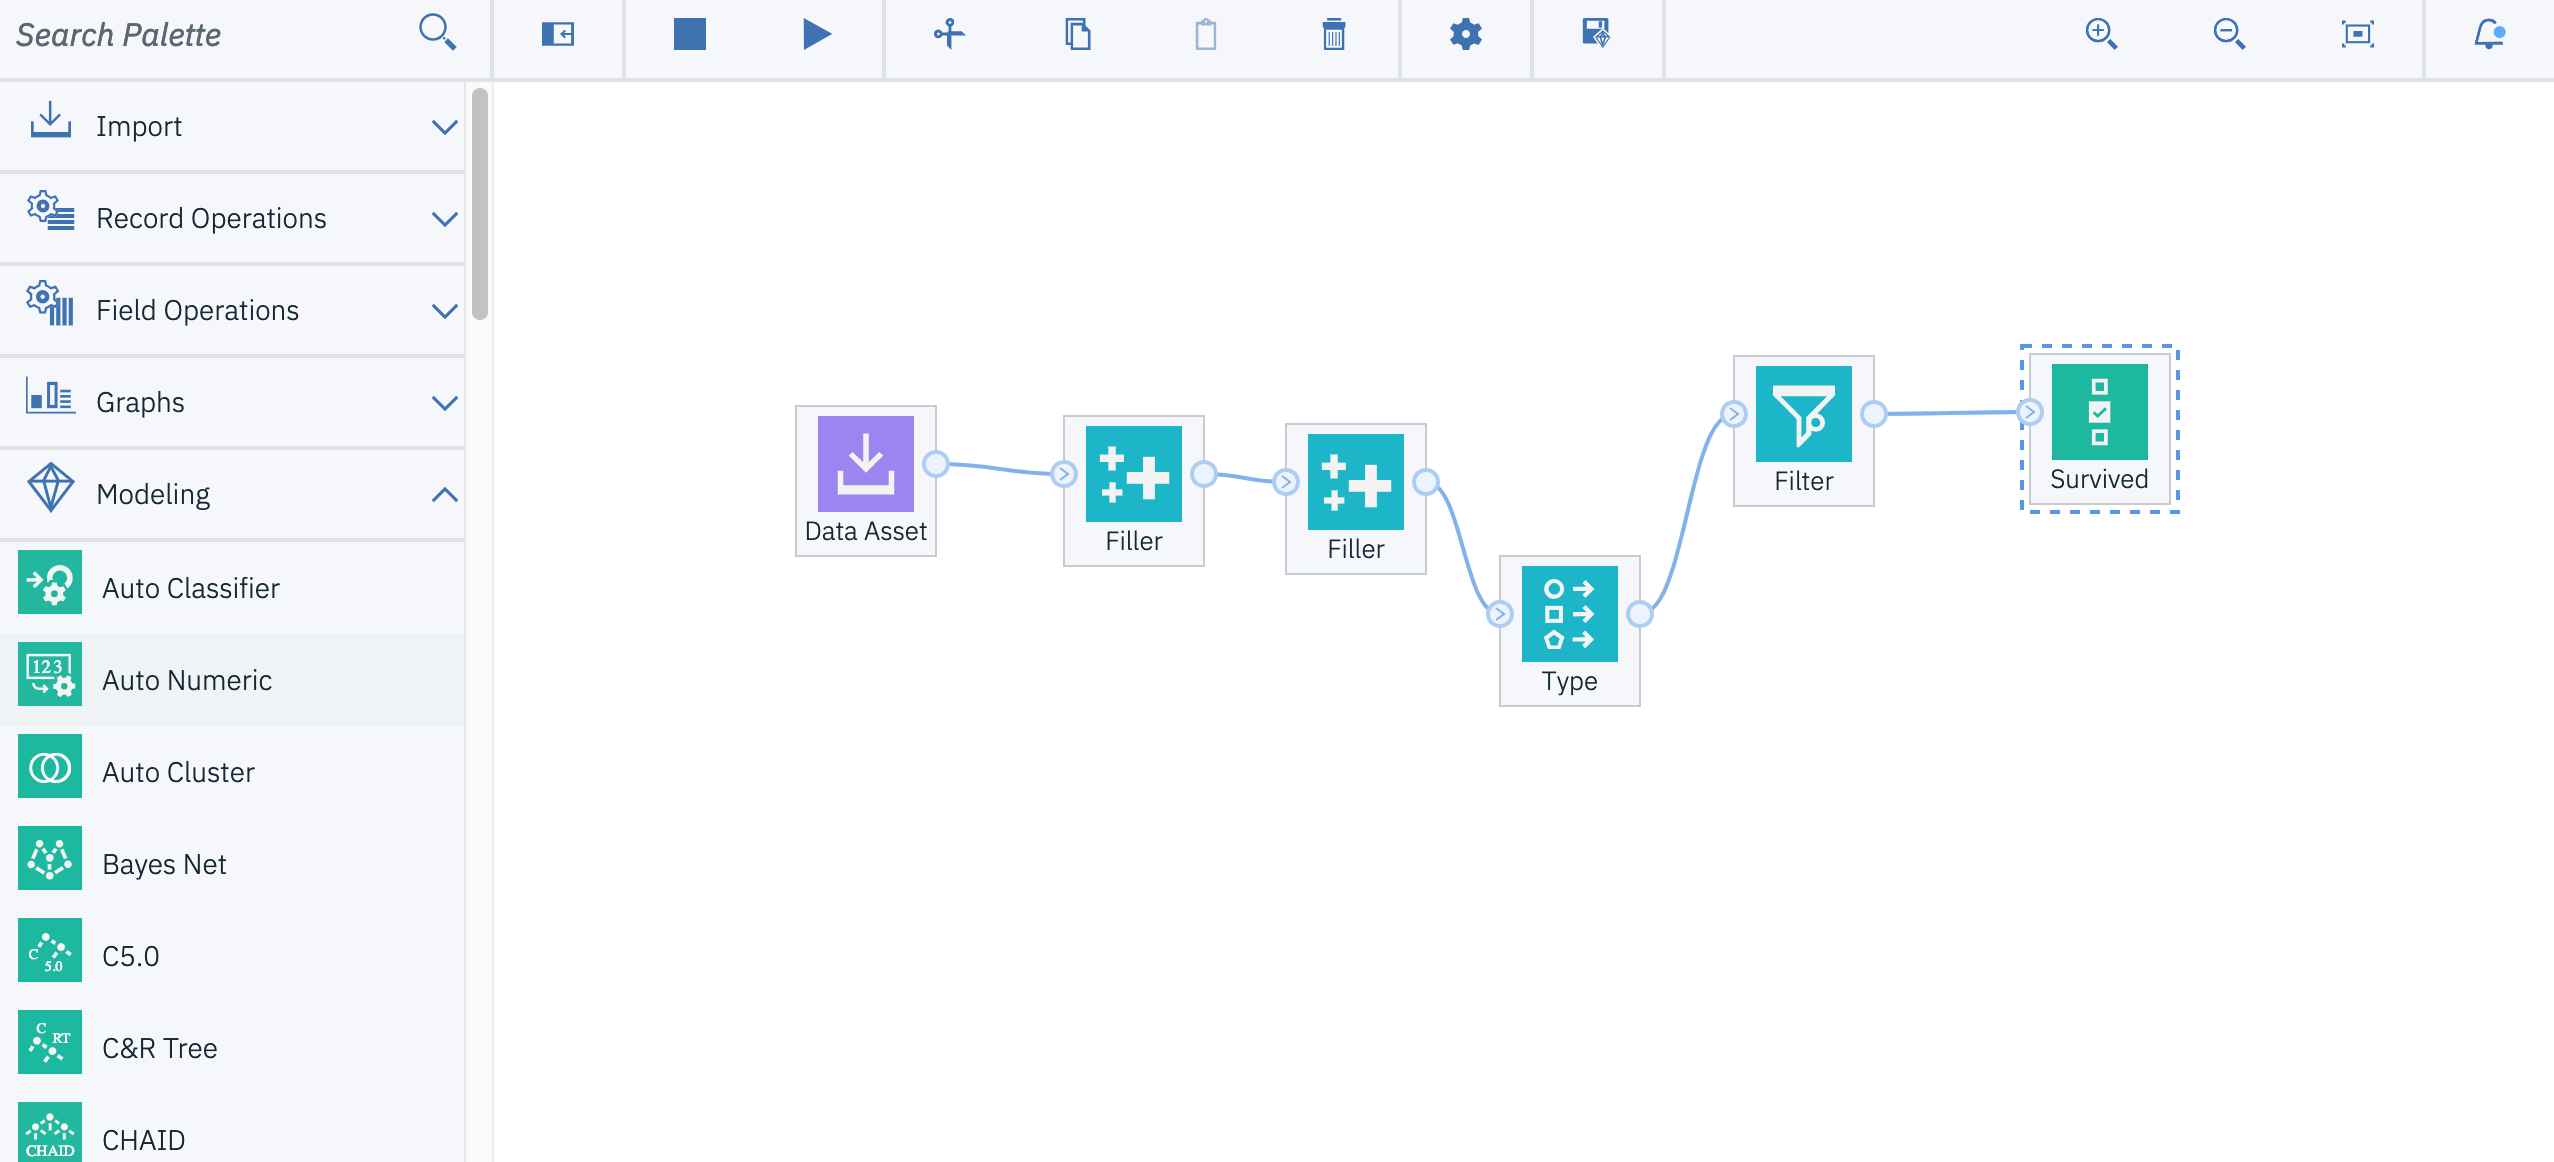 Search Palette
Import
Record Operations
Field Operations
Graphs
Modeling
Auto Classifier
123
Auto Numeric
Auto Cluster
Bayes Net
C 5.0
C5.0
C RT
C&R Tree
CHAID
CHAID
Data Asset
Filler
Filler
Type
Filter
Survived